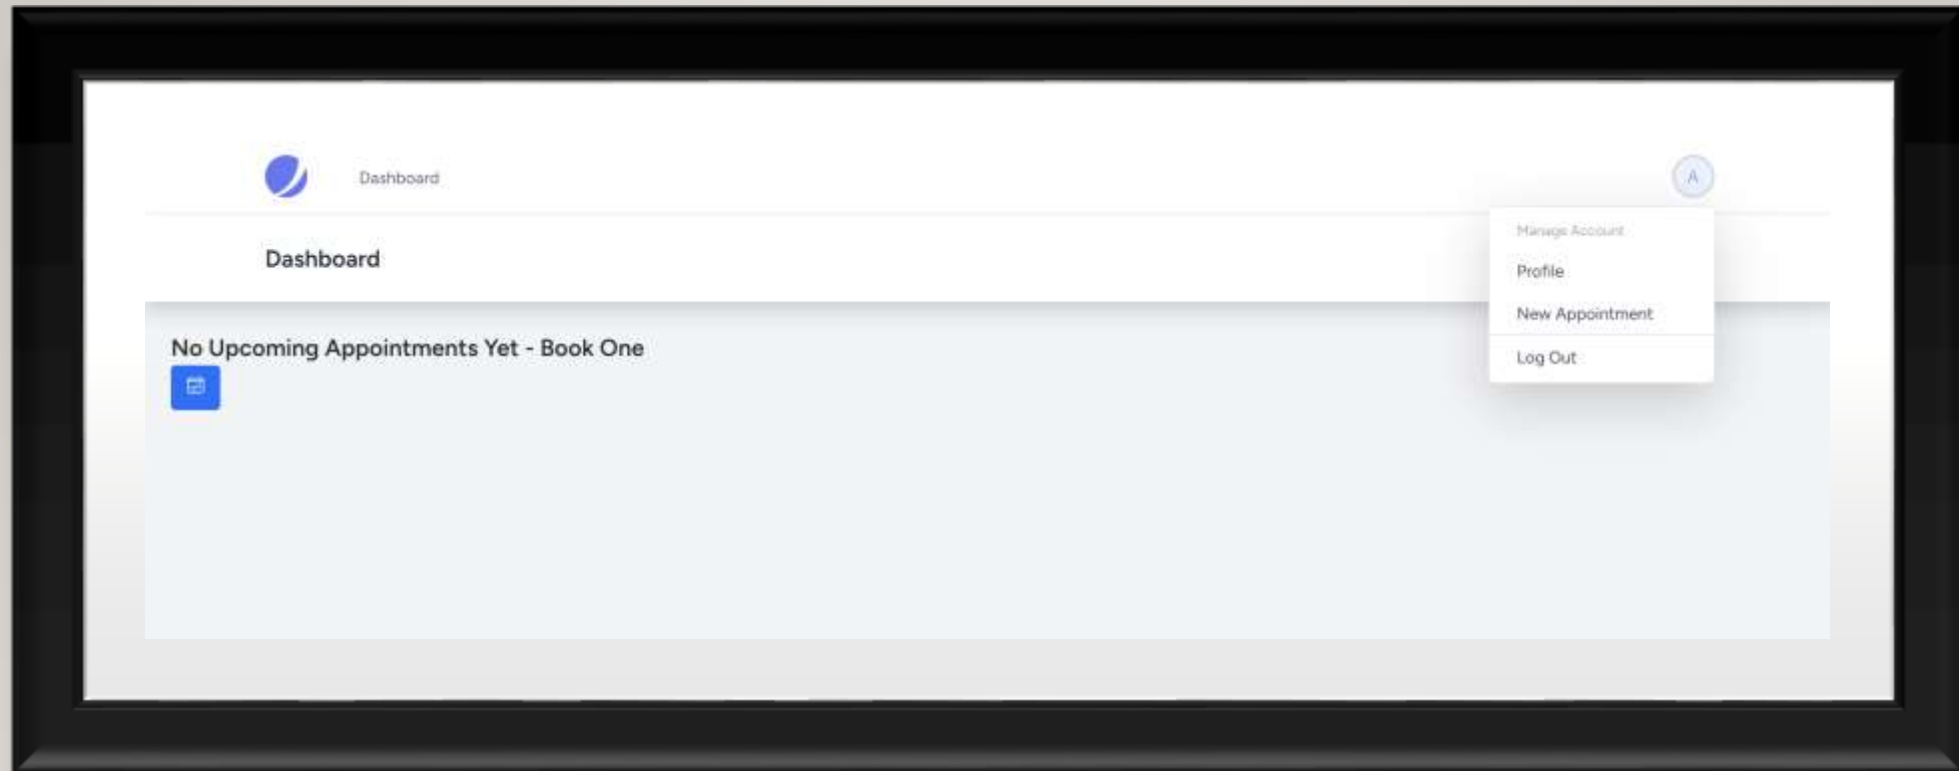 Dashboard
A
Manage Account
Dashboard
Profile
New Appointment
No Upcoming Appointments Yet - Book One
Log Out